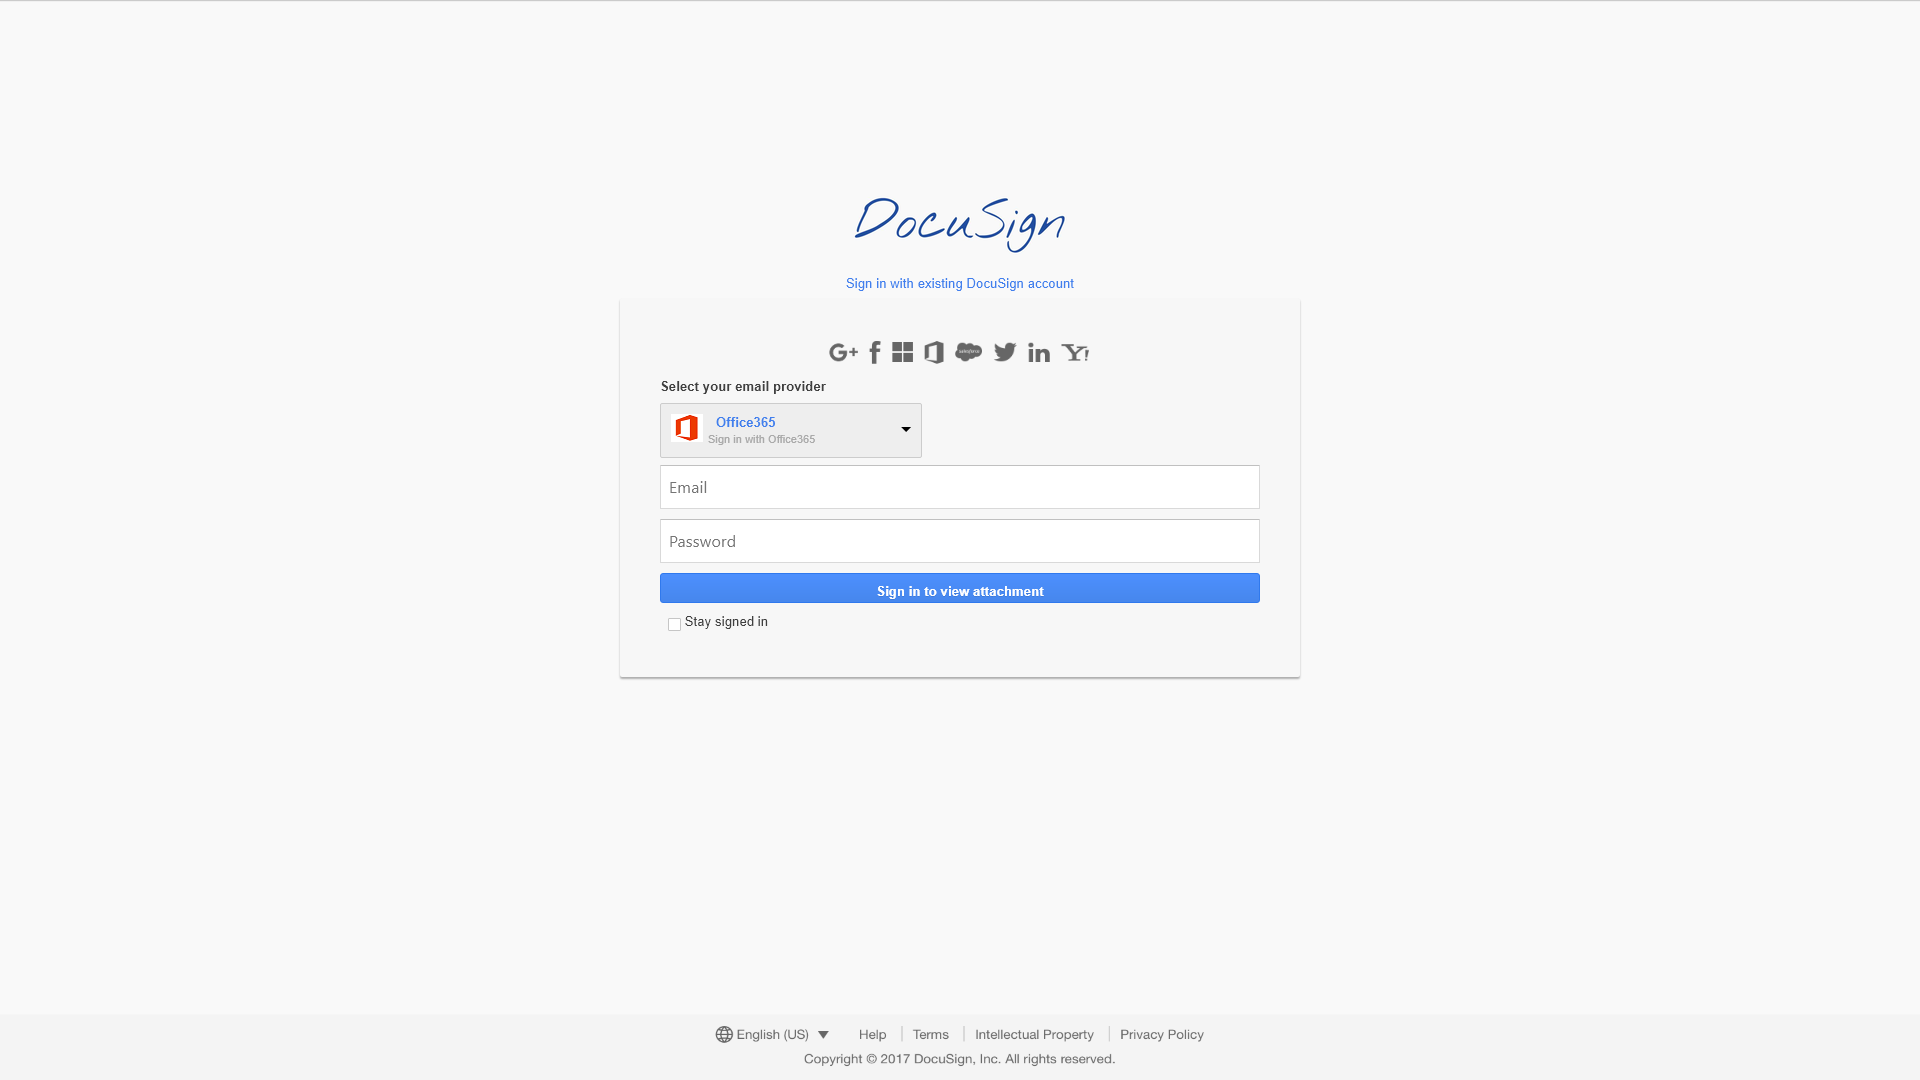 DocuSign
Sign in with existing DocuSign account
G+ f salesforce in Y!
Select your email provider
Office365
Sign in with Office365
Email
Password
Sign in to view attachment
Stay signed in
English (US) Help Terms Intellectual Property Privacy Policy
Copyright © 2017 DocuSign, Inc. All rights reserved.